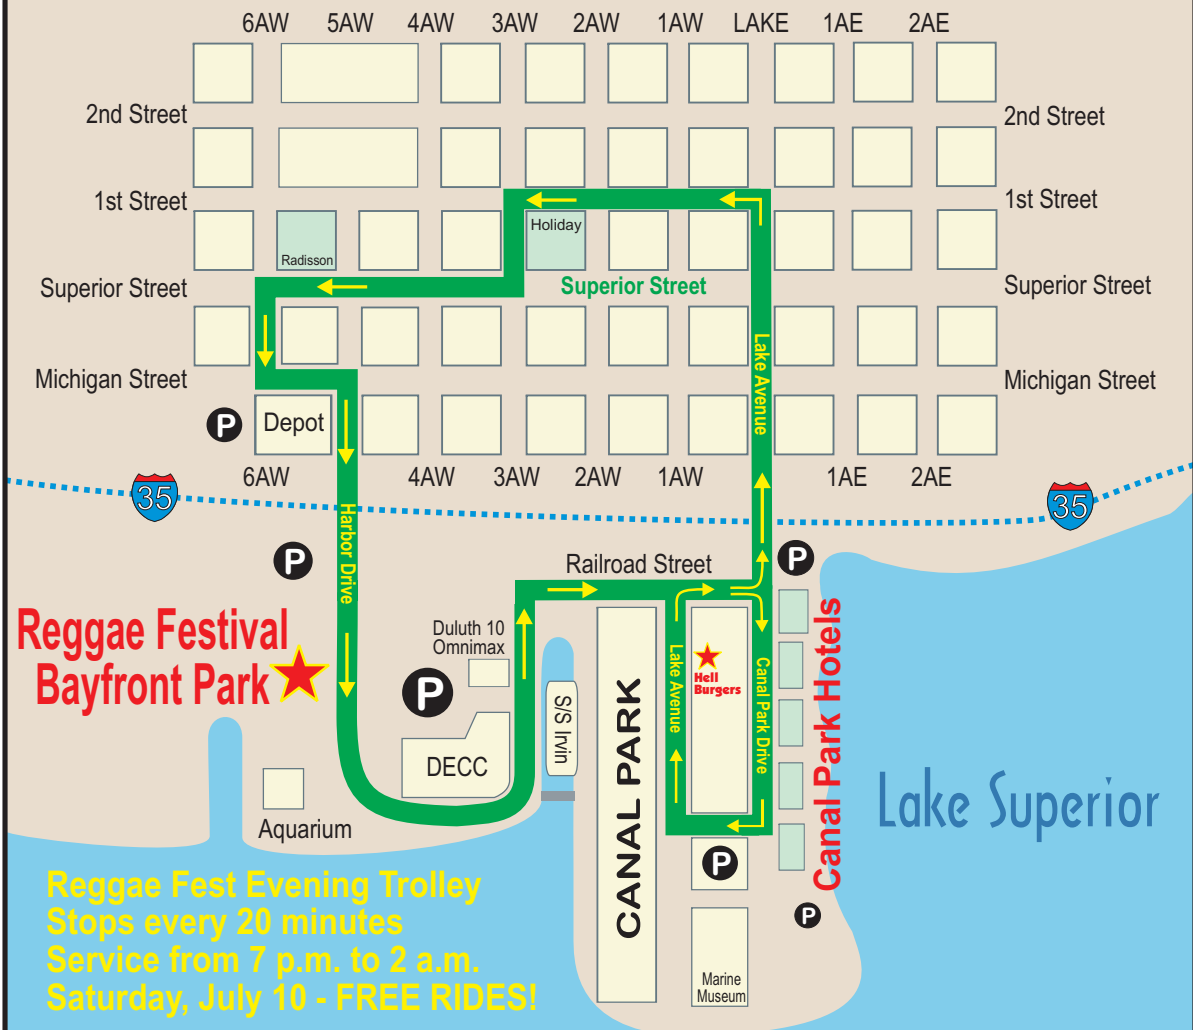 6AW 5AW 4AW 3AW 2AW 1AW LAKE 1AE 2AE
2nd Street
2nd Street
1st Street
1st Street
Holiday
Radisson
Superior Street
Superior Street
Superior Street
Lake Avenue
Michigan Street
Michigan Street
P
Depot
6AW 4AW 3AW 2AW 1AW 1AE 2AE
35
35
Harbor Drive
P
Railroad Street
P
Reggae Festival
Bayfront Park
Duluth 10
Omnimax
P
S/S Irvin
CANAL PARK
Lake Avenue
Hell
Burgers
Canal Park Drive
Canal Park Hotels
DECC
Lake Superior
Aquarium
P
P
Marine
Museum
Reggae Fest Evening Trolley
Stops every 20 minutes
Service from 7 p.m. to 2 a.m.
Saturday, July 10 - FREE RIDES!